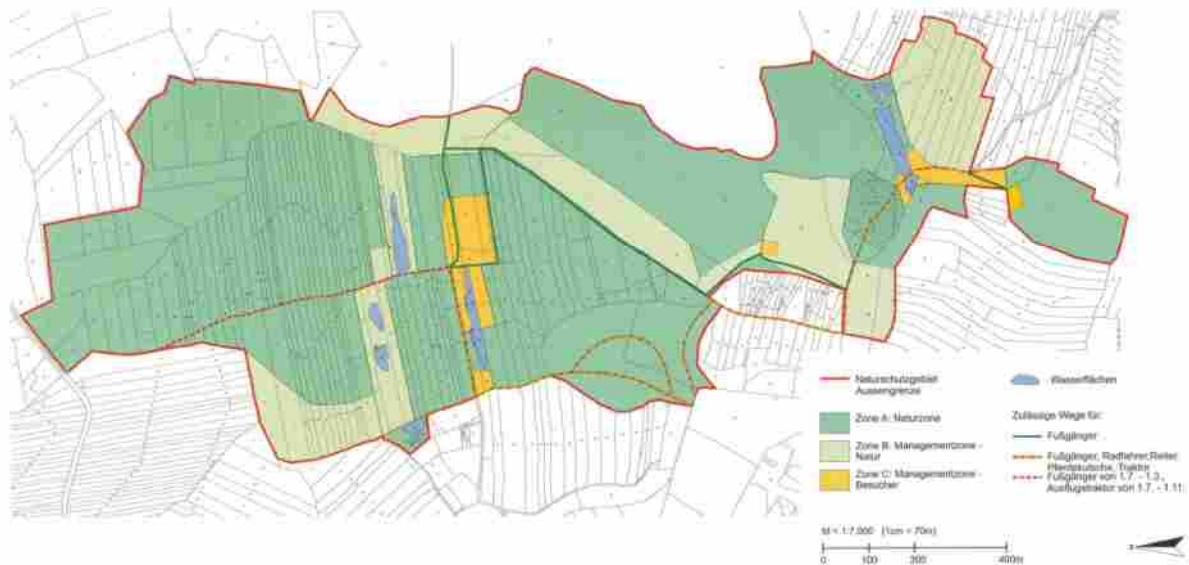 Naturschutzgebiet
Aussengrenze
Zone A: Naturzone
Zone B: Managementzone -
Natur
Zone C: Managementzone -
Besucher
Wasserflächen
Zulässige Wege für:
Fußgänger
Fußgänger, Radfahrer, Reiter,
Pferdekutsche, Traktor
Fußgänger von 1.7. - 1.3.,
Ausflugstraktor von 1.7. - 1.11.
M = 1:7.000 (1cm = 70m)
0 100 200 400m